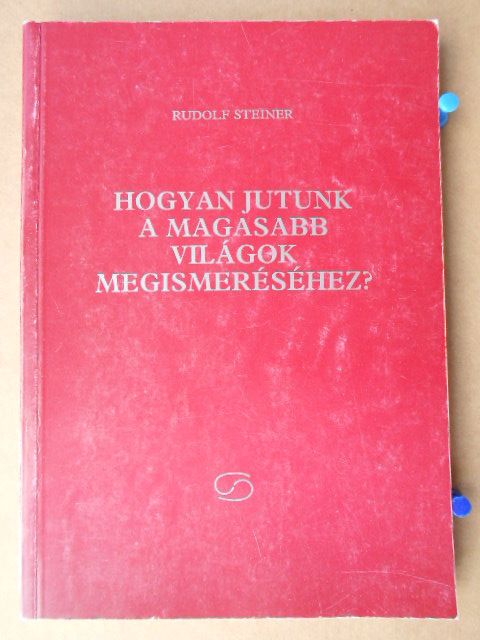 RUDOLF STEINER
HOGYAN JUTUNK
A MAGASABB
VILÁGOK
MEGISMERÉSÉHEZ?